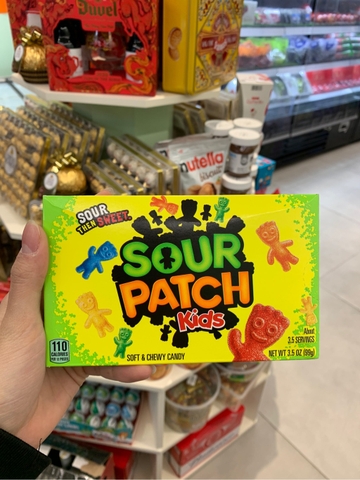 Duvel
nutella
nutella
SOUR
THEN SWEET
SOUR
PATCH
Kids
110
CALORIES
SOFT & CHEWY CANDY
About
3.5 SERVINGS
NET WT 3.5 OZ (99g)